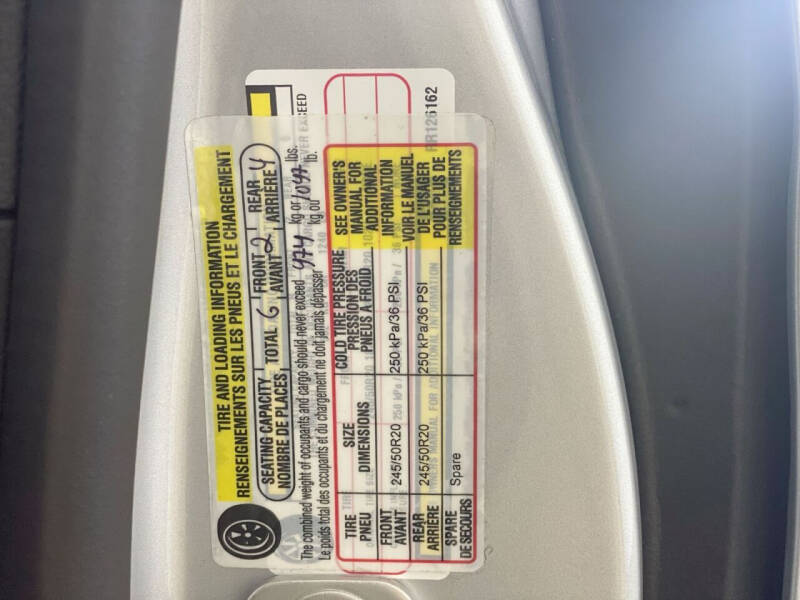 TIRE AND LOADING INFORMATION
RENSEIGNEMENTS SUR LES PNEUS ET LE CHARGEMENT
SEATING CAPACITY
NOMBRE DE PLACES
TOTAL 6
FRONT
AVANT 2
REAR
ARRIÈRE 4
The combined weight of occupants and cargo should never exceed kg or lbs.
Le poids total des occupants et du chargement ne doit jamais dépasser kg ou lb.
TIRE
PNEU
SIZE
DIMENSIONS
COLD TIRE PRESSURE
PRESSION DES
PNEUS A FROID
SEE OWNER'S
MANUAL FOR
ADDITIONAL
INFORMATION
VOIR LE MANUEL
DE L'USAGER
POUR PLUS DE
RENSEIGNEMENTS
FRONT
AVANT
245/50R20
250 kPa/36 PSI
REAR
ARRIÈRE
245/50R20
250 kPa/36 PSI
SPARE
DE SECOURS
Spare
RR126162
VER EXCEED